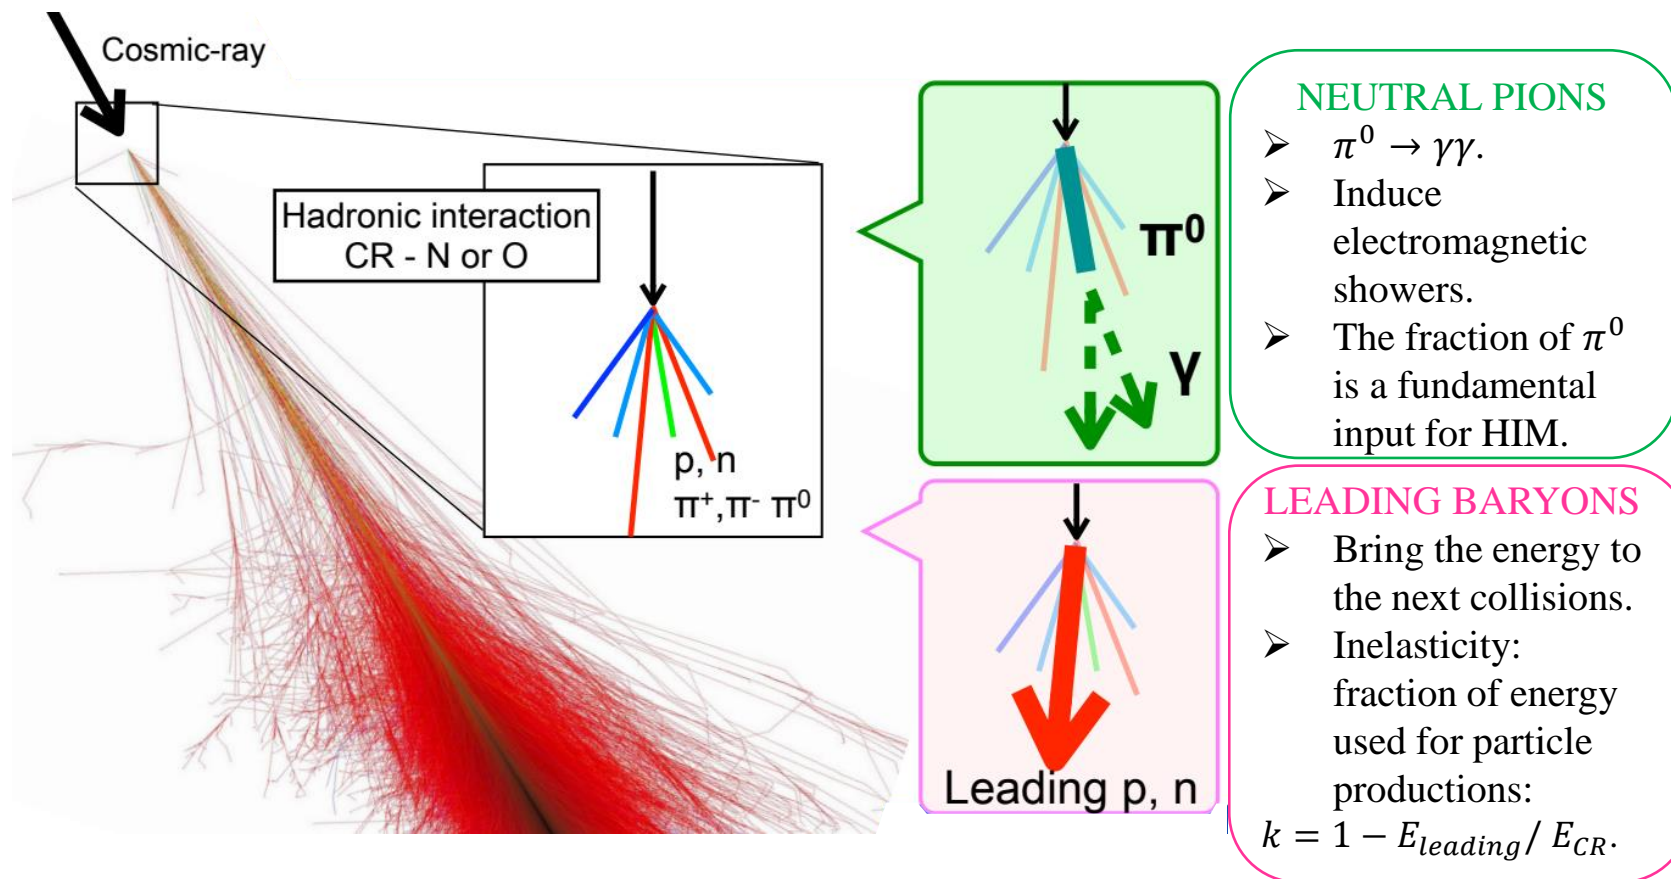 Cosmic-ray
Hadronic interaction
CR - N or O
p, n
π⁺,π⁻ π⁰
π⁰
γ
Leading p, n
NEUTRAL PIONS
➢ π⁰ → γγ.
➢ Induce
electromagnetic
showers.
➢ The fraction of π⁰
is a fundamental
input for HIM.
LEADING BARYONS
➢ Bring the energy to
the next collisions.
➢ Inelasticity:
fraction of energy
used for particle
productions:
k = 1 − E_leading / E_CR.